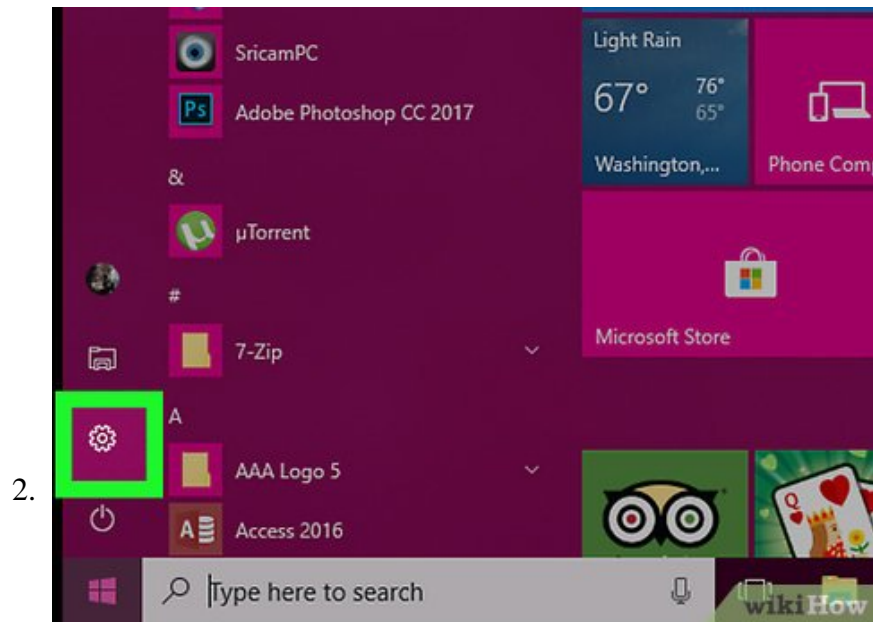 SricamPC
Ps
Adobe Photoshop CC 2017
&
µTorrent
#
7-Zip
A
AAA Logo 5
A
Access 2016
Type here to search
2.
Light Rain
67° 76°
65°
Washington,...
Phone Comp
Microsoft Store
Q
wikiHow